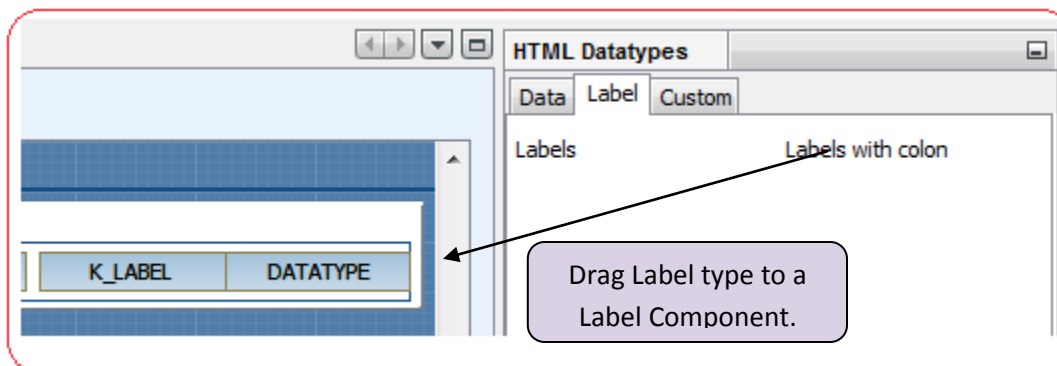 HTML Datatypes
Data Label Custom
Labels Labels with colon
K_LABEL DATATYPE
Drag Label type to a
Label Component.